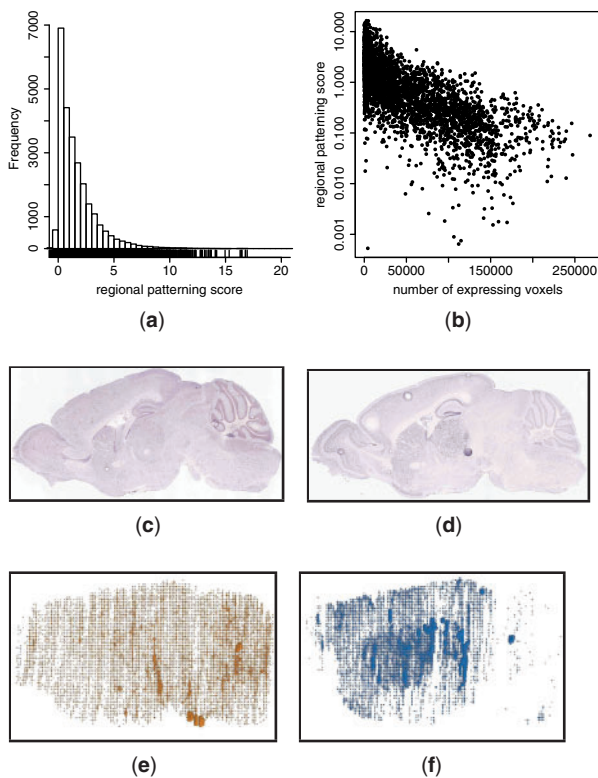 7000
5000
3000
1000
0
Frequency
0 5 10 15 20
regional patterning score
(a)
10.000
1.000
0.100
0.010
0.001
regional patterning score
0 50000 150000 250000
number of expressing voxels
(b)
(c)
(d)
(e)
(f)